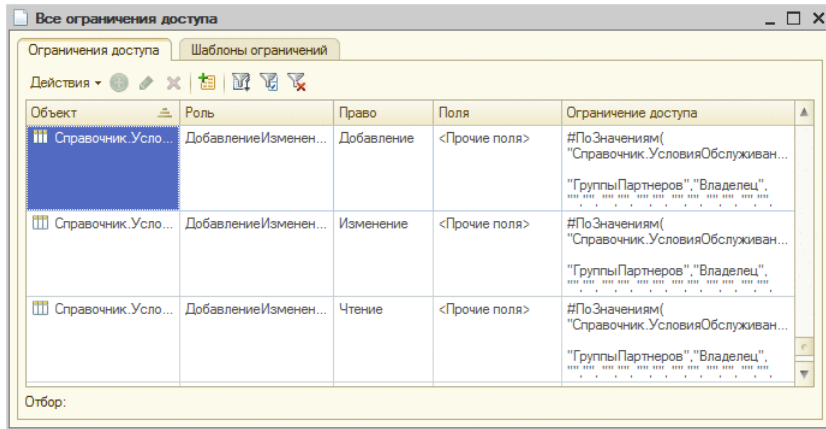 Все ограничения доступа
Ограничения доступа Шаблоны ограничений
Действия
Объект Роль Право Поля Ограничение доступа
Справочник.Усло... ДобавлениеИзменен... Добавление <Прочие поля> #ПоЗначениям(
"Справочник.УсловияОбслуживан...
"ГруппыПартнеров","Владелец",
"","", "","", "","", "","", "","", "","",
Справочник.Усло... ДобавлениеИзменен... Изменение <Прочие поля> #ПоЗначениям(
"Справочник.УсловияОбслуживан...
"ГруппыПартнеров","Владелец",
"","", "","", "","", "","", "","", "","",
Справочник.Усло... ДобавлениеИзменен... Чтение <Прочие поля> #ПоЗначениям(
"Справочник.УсловияОбслуживан...
"ГруппыПартнеров","Владелец",
"","", "","", "","", "","", "","", "","",
Отбор: